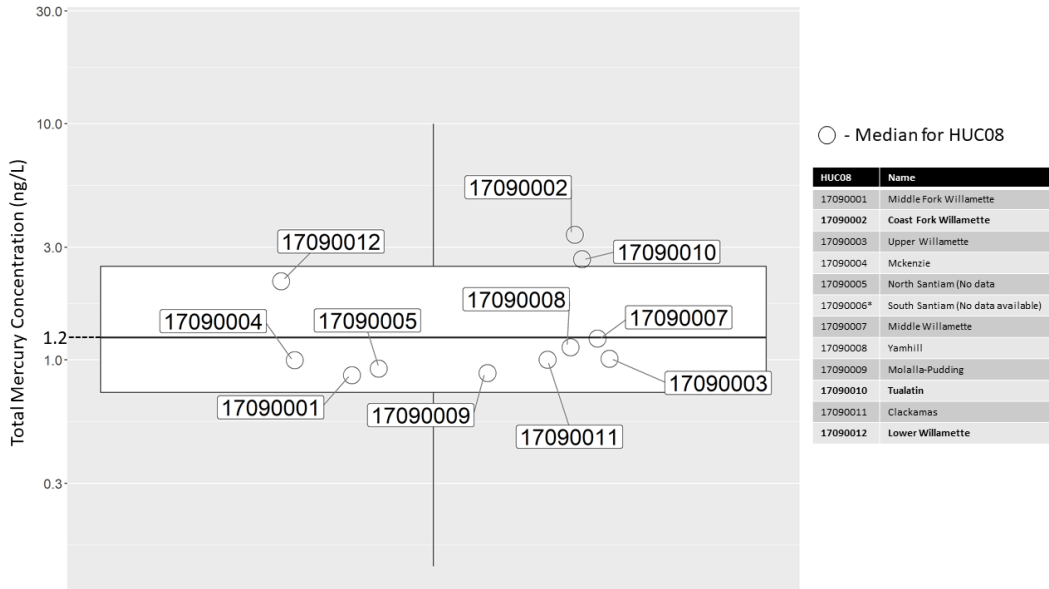 30.0
10.0
3.0
1.2
1.0
0.3
Total Mercury Concentration (ng/L)
17090002
17090012
17090010
17090008
17090004
17090005
17090007
17090003
17090001
17090009
17090011
- Median for HUC08
HUC08 Name
17090001 Middle Fork Willamette
17090002 Coast Fork Willamette
17090003 Upper Willamette
17090004 Mckenzie
17090005 North Santiam (No data
17090006* South Santiam (No data available)
17090007 Middle Willamette
17090008 Yamhill
17090009 Molalla-Pudding
17090010 Tualatin
17090011 Clackamas
17090012 Lower Willamette